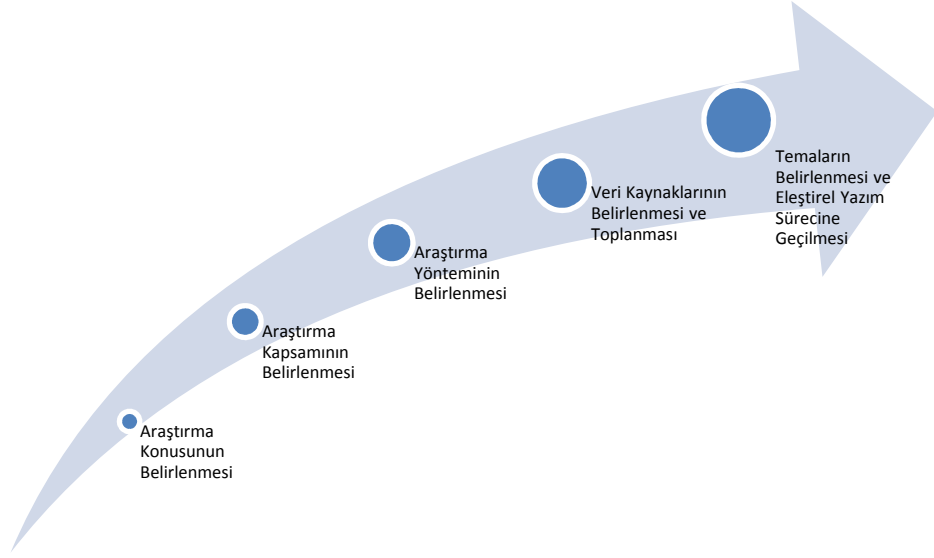 Araştırma
Konusunun
Belirlenmesi
Araştırma
Kapsamının
Belirlenmesi
Araştırma
Yönteminin
Belirlenmesi
Veri Kaynaklarının
Belirlenmesi ve
Toplanması
Temaların
Belirlenmesi ve
Eleştirel Yazım
Sürecine
Geçilmesi